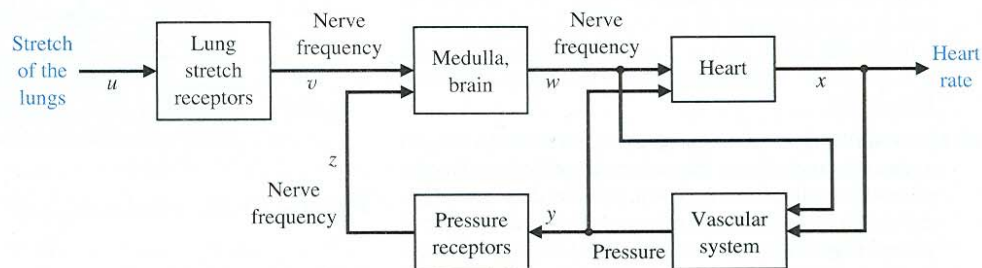 Stretch
of the
lungs
u
Lung
stretch
receptors
Nerve
frequency
v
Medulla,
brain
Nerve
frequency
w
Heart
x
Heart
rate
z
Nerve
frequency
Pressure
receptors
y
Pressure
Vascular
system